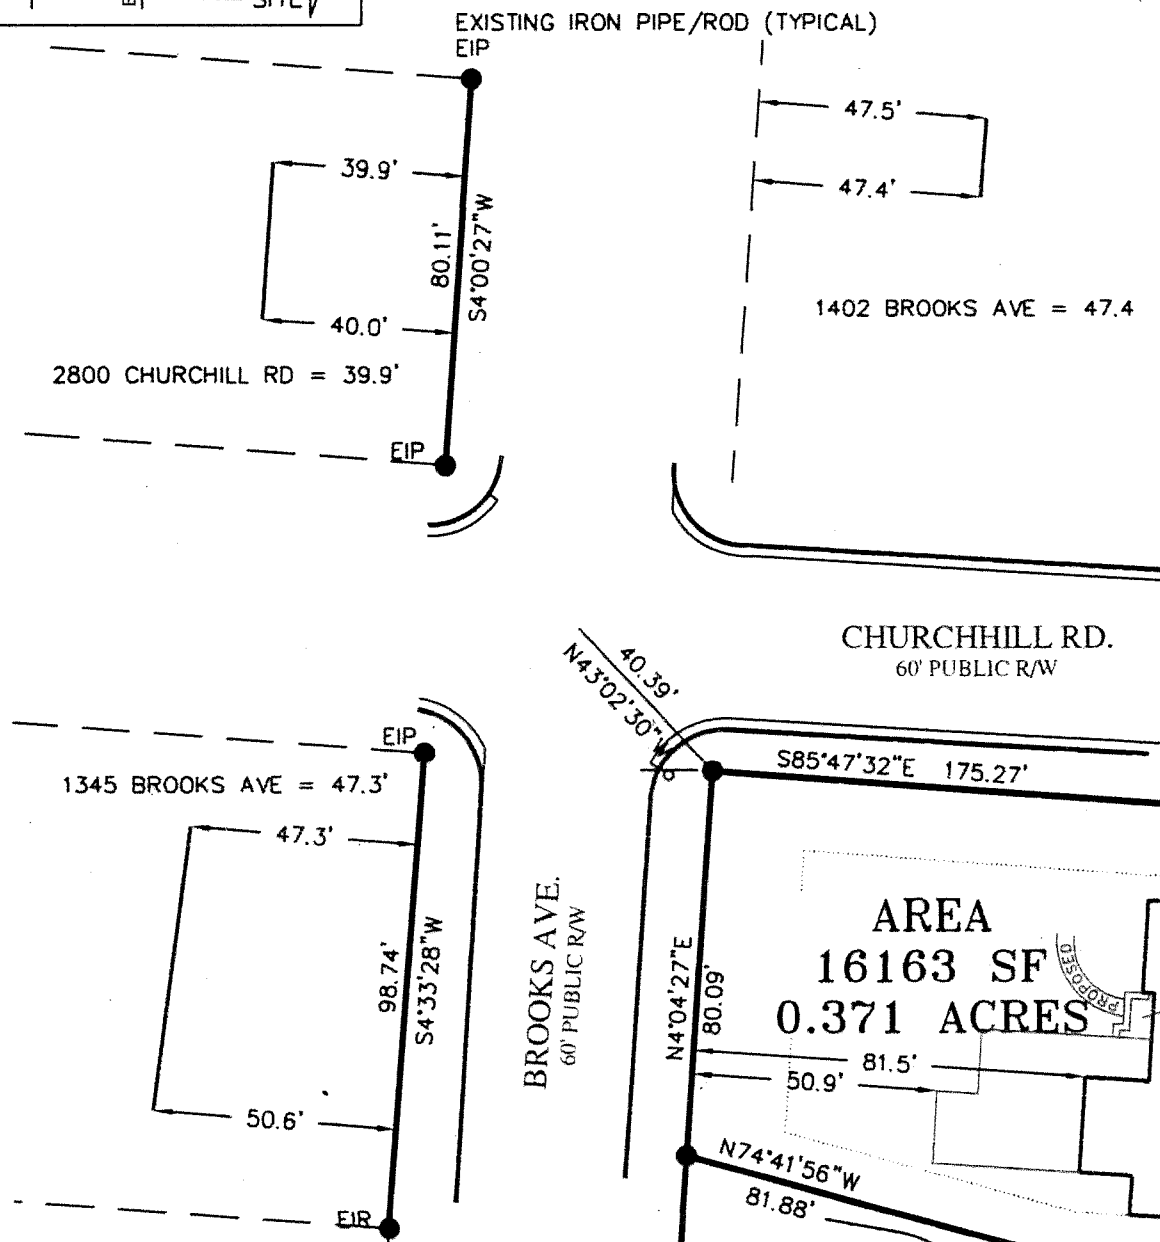 SITE
EXISTING IRON PIPE/ROD (TYPICAL)
EIP
47.5'
39.9'
47.4'
80.11'
S4°00'27"W
1402 BROOKS AVE = 47.4
40.0'
2800 CHURCHILL RD = 39.9'
EIP
CHURCHHILL RD.
60' PUBLIC R/W
40.39'
N43°02'30"W
EIP
S85°47'32"E 175.27'
1345 BROOKS AVE = 47.3'
47.3'
BROOKS AVE.
60' PUBLIC R/W
98.74'
S4°33'28"W
AREA
16163 SF
0.371 ACRES
PROPOSED
N4°04'27"E
80.09'
81.5'
50.9'
50.6'
N74°41'56"W
81.88'
EIR